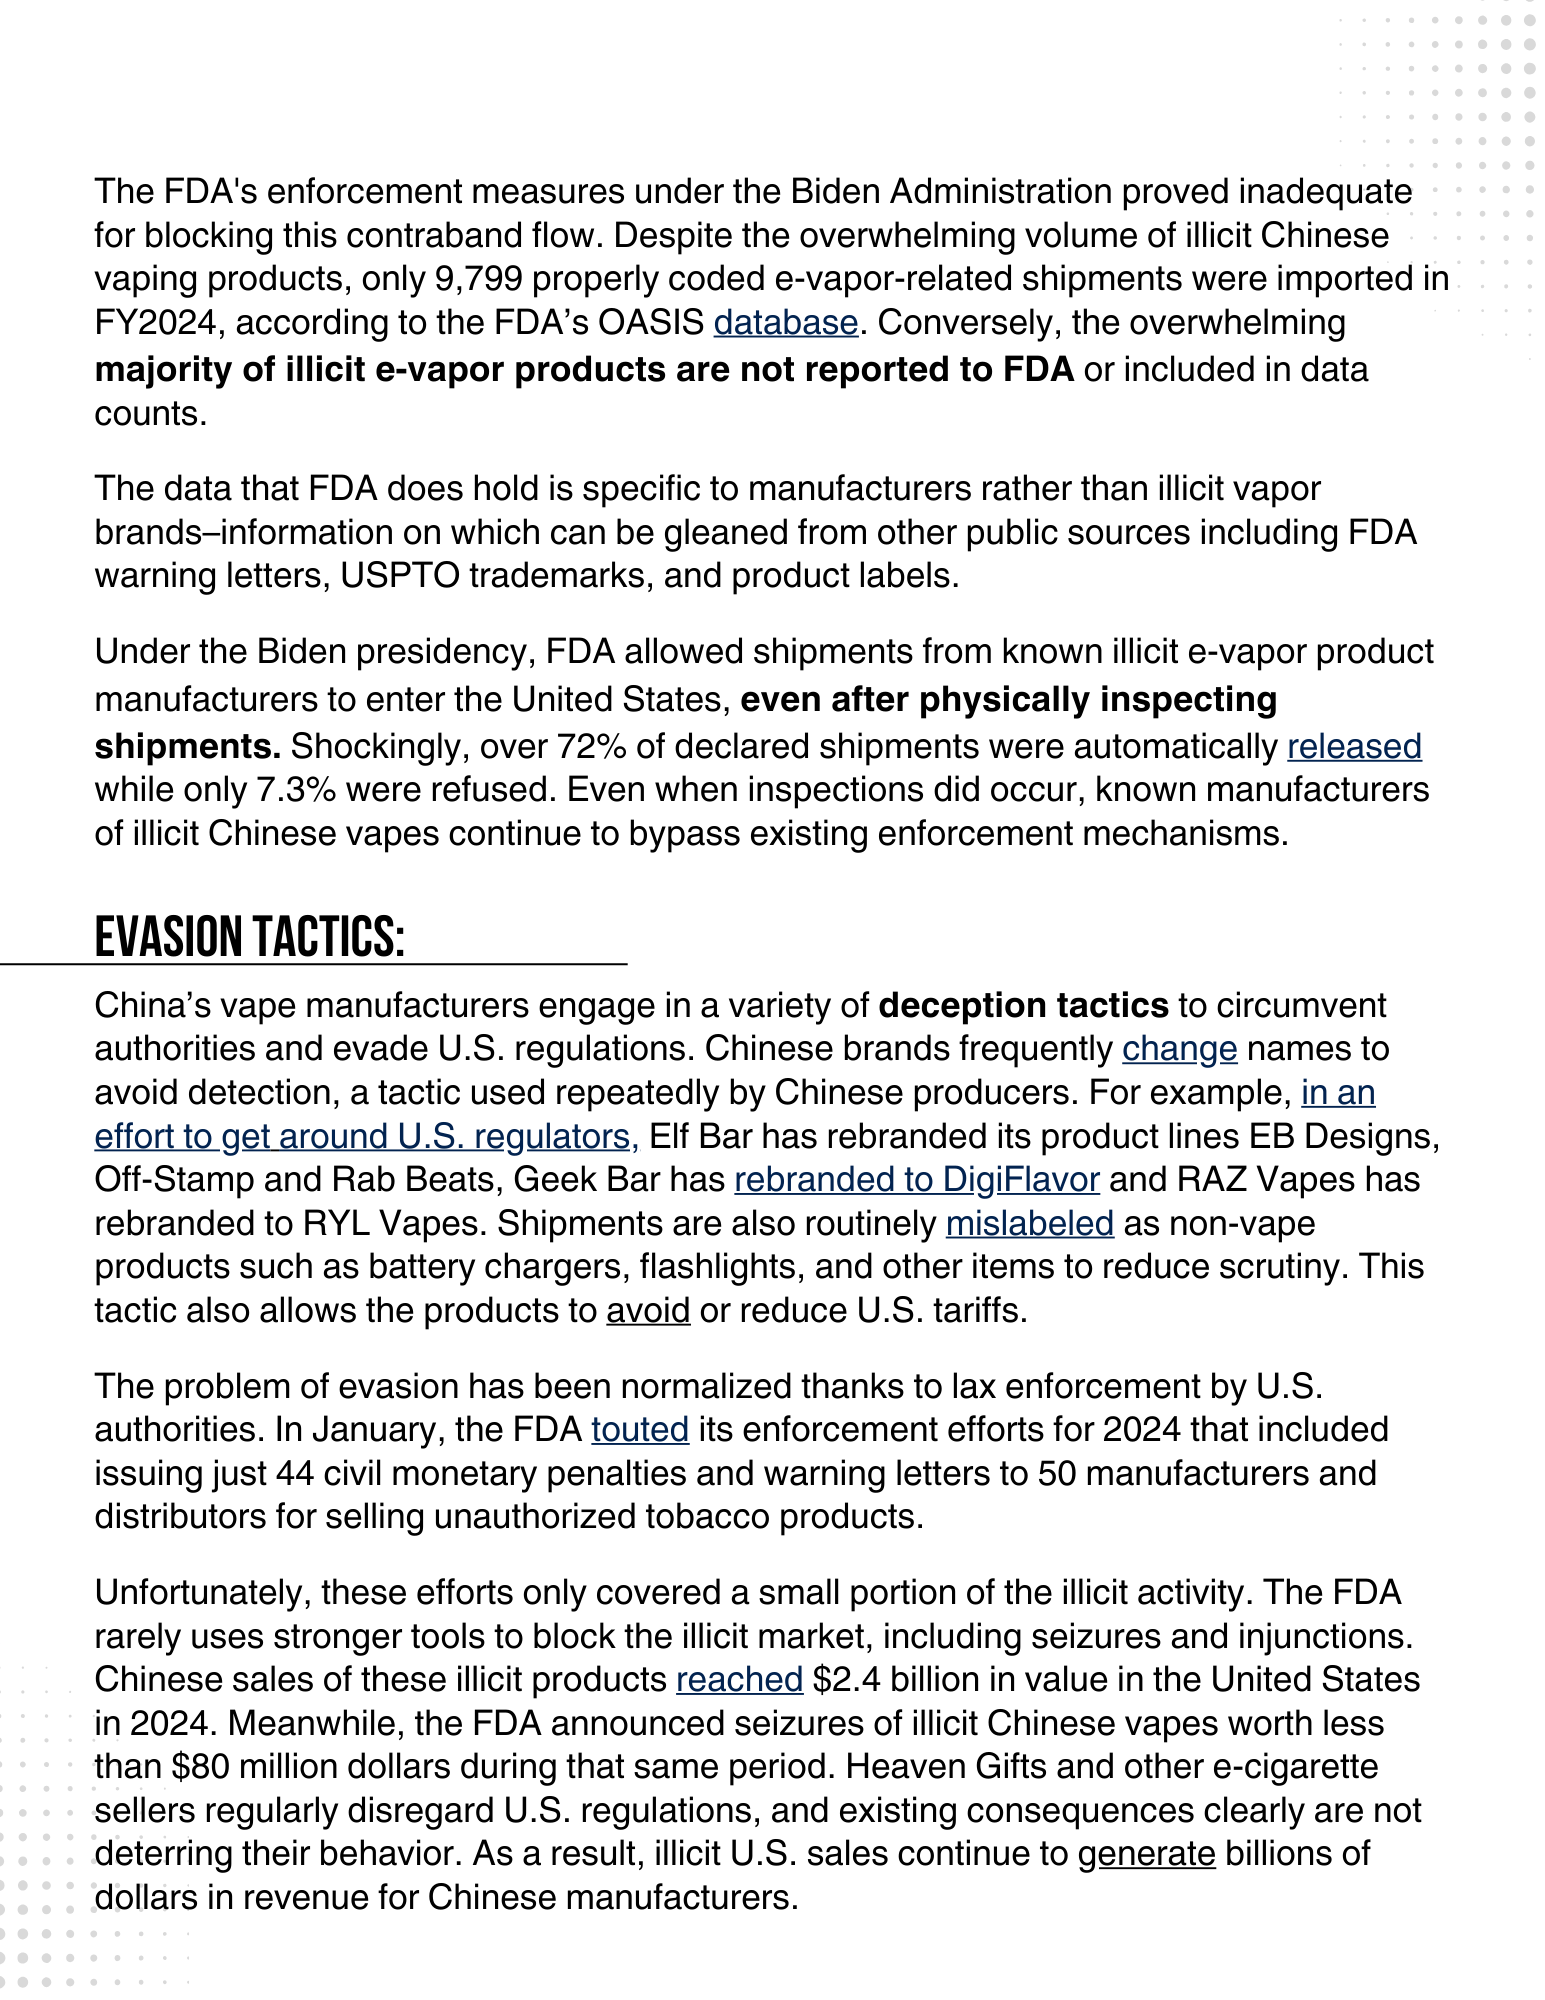 The FDA's enforcement measures under the Biden Administration proved inadequate
for blocking this contraband flow. Despite the overwhelming volume of illicit Chinese
vaping products, only 9,799 properly coded e-vapor-related shipments were imported in
FY2024, according to the FDA’s OASIS database. Conversely, the overwhelming
majority of illicit e-vapor products are not reported to FDA or included in data
counts.
The data that FDA does hold is specific to manufacturers rather than illicit vapor
brands–information on which can be gleaned from other public sources including FDA
warning letters, USPTO trademarks, and product labels.
Under the Biden presidency, FDA allowed shipments from known illicit e-vapor product
manufacturers to enter the United States, even after physically inspecting
shipments. Shockingly, over 72% of declared shipments were automatically released
while only 7.3% were refused. Even when inspections did occur, known manufacturers
of illicit Chinese vapes continue to bypass existing enforcement mechanisms.
EVASION TACTICS:
China’s vape manufacturers engage in a variety of deception tactics to circumvent
authorities and evade U.S. regulations. Chinese brands frequently change names to
avoid detection, a tactic used repeatedly by Chinese producers. For example, in an
effort to get around U.S. regulators, Elf Bar has rebranded its product lines EB Designs,
Off-Stamp and Rab Beats, Geek Bar has rebranded to DigiFlavor and RAZ Vapes has
rebranded to RYL Vapes. Shipments are also routinely mislabeled as non-vape
products such as battery chargers, flashlights, and other items to reduce scrutiny. This
tactic also allows the products to avoid or reduce U.S. tariffs.
The problem of evasion has been normalized thanks to lax enforcement by U.S.
authorities. In January, the FDA touted its enforcement efforts for 2024 that included
issuing just 44 civil monetary penalties and warning letters to 50 manufacturers and
distributors for selling unauthorized tobacco products.
Unfortunately, these efforts only covered a small portion of the illicit activity. The FDA
rarely uses stronger tools to block the illicit market, including seizures and injunctions.
Chinese sales of these illicit products reached $2.4 billion in value in the United States
in 2024. Meanwhile, the FDA announced seizures of illicit Chinese vapes worth less
than $80 million dollars during that same period. Heaven Gifts and other e-cigarette
sellers regularly disregard U.S. regulations, and existing consequences clearly are not
deterring their behavior. As a result, illicit U.S. sales continue to generate billions of
dollars in revenue for Chinese manufacturers.